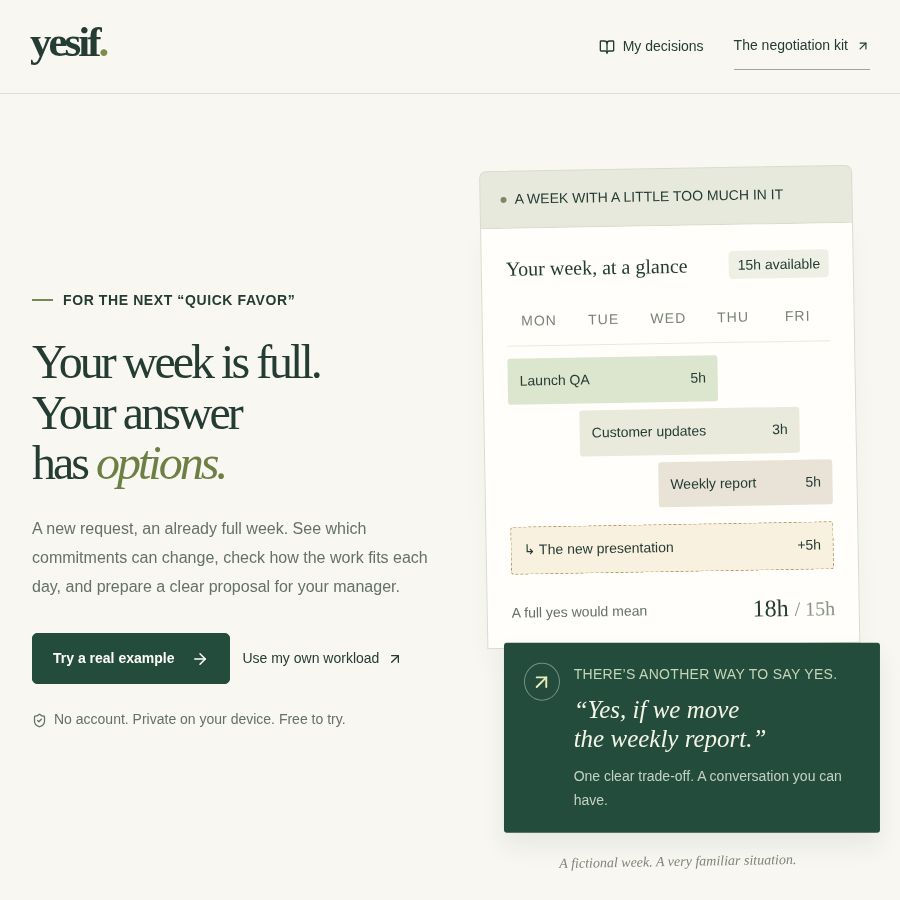 yesif.
My decisions
The negotiation kit
FOR THE NEXT “QUICK FAVOR”
Your week is full.
Your answer
has options.
A new request, an already full week. See which
commitments can change, check how the work fits each
day, and prepare a clear proposal for your manager.
Try a real example
Use my own workload
No account. Private on your device. Free to try.
A WEEK WITH A LITTLE TOO MUCH IN IT
Your week, at a glance
15h available
MON TUE WED THU FRI
Launch QA 5h
Customer updates 3h
Weekly report 5h
↳ The new presentation +5h
A full yes would mean 18h / 15h
THERE’S ANOTHER WAY TO SAY YES.
“Yes, if we move
the weekly report.”
One clear trade-off. A conversation you can
have.
A fictional week. A very familiar situation.